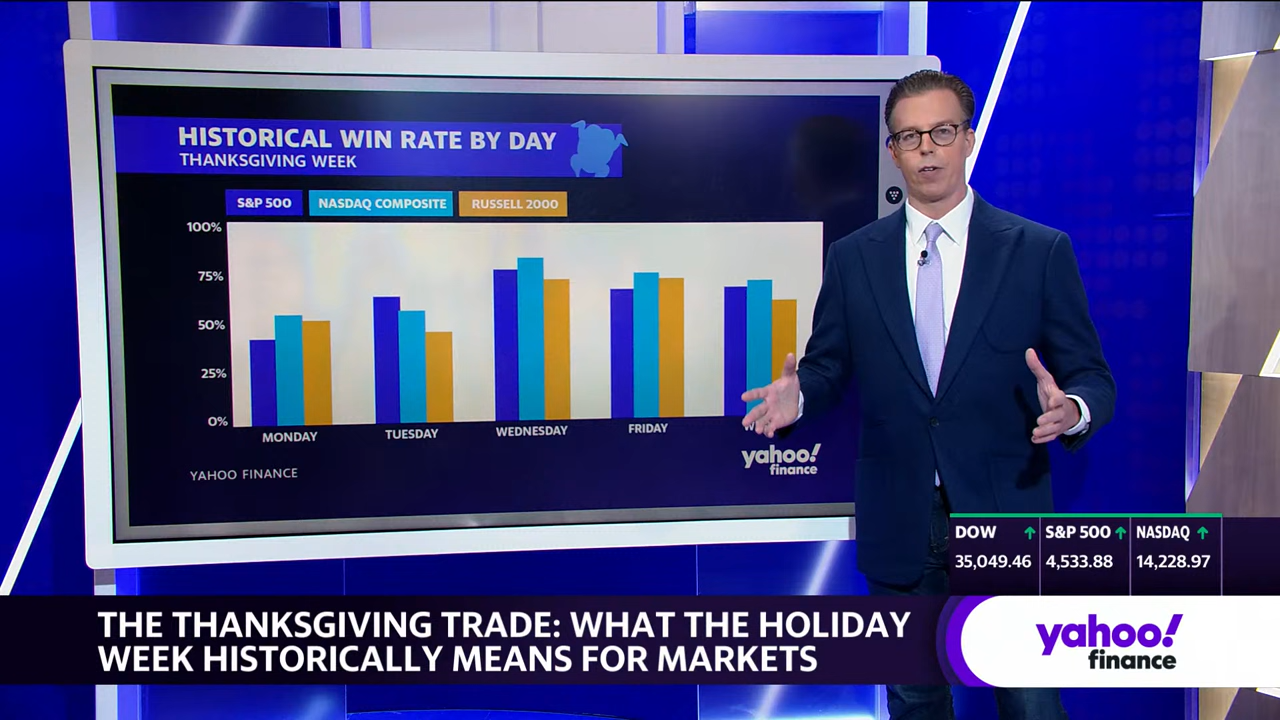 HISTORICAL WIN RATE BY DAY
THANKSGIVING WEEK
S&P 500
NASDAQ COMPOSITE
RUSSELL 2000
100%
75%
50%
25%
0%
MONDAY
TUESDAY
WEDNESDAY
FRIDAY
YAHOO FINANCE
yahoo!
finance
DOW
S&P 500
NASDAQ
35,049.46
4,533.88
14,228.97
THE THANKSGIVING TRADE: WHAT THE HOLIDAY
WEEK HISTORICALLY MEANS FOR MARKETS
yahoo!
finance